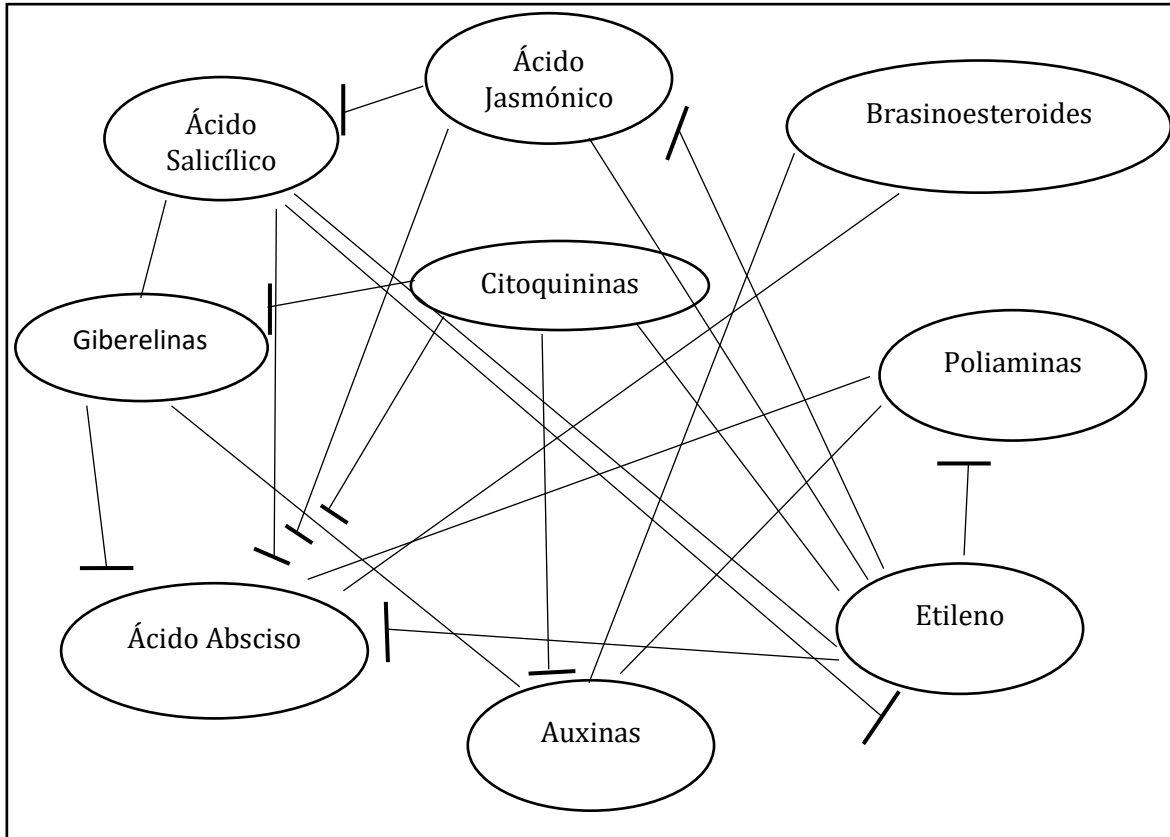 Ácido
Jasmónico
Brasinoesteroides
Ácido
Salicílico
Citoquininas
Giberelinas
Poliaminas
Ácido Absciso
Etileno
Auxinas